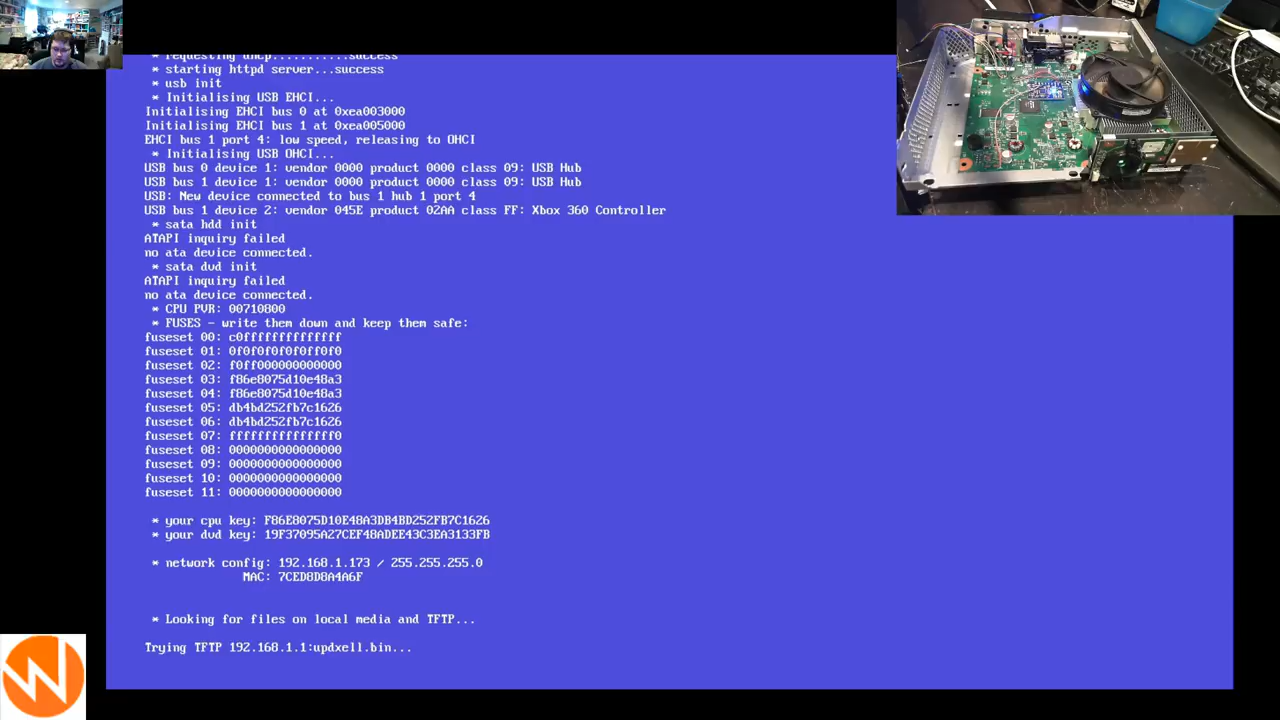 * requesting dhcp...............success
* starting httpd server...success
* usb init
* Initialising USB EHCI...
Initialising EHCI bus 0 at 0xea003000
Initialising EHCI bus 1 at 0xea005000
EHCI bus 1 port 4: low speed, releasing to OHCI
* Initialising USB OHCI...
USB bus 0 device 1: vendor 0000 product 0000 class 09: USB Hub
USB bus 1 device 1: vendor 0000 product 0000 class 09: USB Hub
USB: New device connected to bus 1 hub 1 port 4
USB bus 1 device 2: vendor 045E product 02AA class FF: Xbox 360 Controller
* sata hdd init
ATAPI inquiry failed
no ata device connected.
* sata dvd init
ATAPI inquiry failed
no ata device connected.
* CPU PVR: 00710800
* FUSES - write them down and keep them safe:
fuseset 00: c0ffffffffffffff
fuseset 01: 0f0f0f0f0f0ff0f0
fuseset 02: f0ff000000000000
fuseset 03: f86e8075d10e48a3
fuseset 04: f86e8075d10e48a3
fuseset 05: db4bd252fb7c1626
fuseset 06: db4bd252fb7c1626
fuseset 07: fffffffffffffff0
fuseset 08: 0000000000000000
fuseset 09: 0000000000000000
fuseset 10: 0000000000000000
fuseset 11: 0000000000000000
* your cpu key: F86E8075D10E48A3DB4BD252FB7C1626
* your dvd key: 19F37095A27CEF48ADEE43C3EA3133FB
* network config: 192.168.1.173 / 255.255.255.0
MAC: 7CED8D8A4A6F
* Looking for files on local media and TFTP...
Trying TFTP 192.168.1.1:updxell.bin...